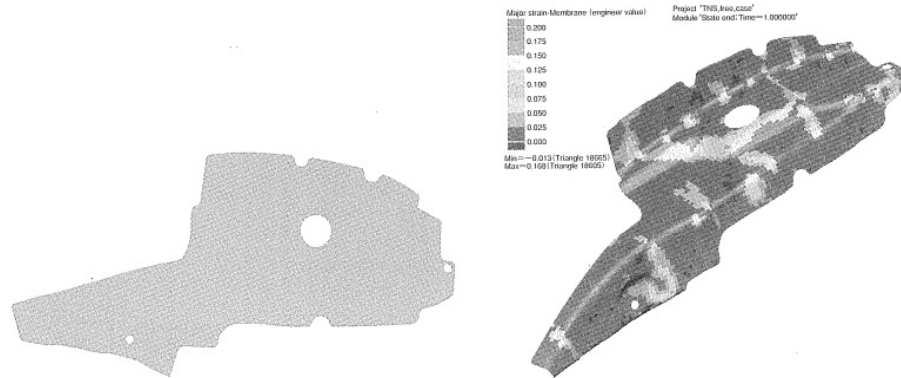 Major strain-Membrane (engineer value)
0.200
0.175
0.150
0.125
0.100
0.075
0.050
0.025
0.000
Min=-0.013(Triangle 18665)
Max=0.168(Triangle 18605)
Project "TNS,free,case"
Module "State end:Time=1.000000"